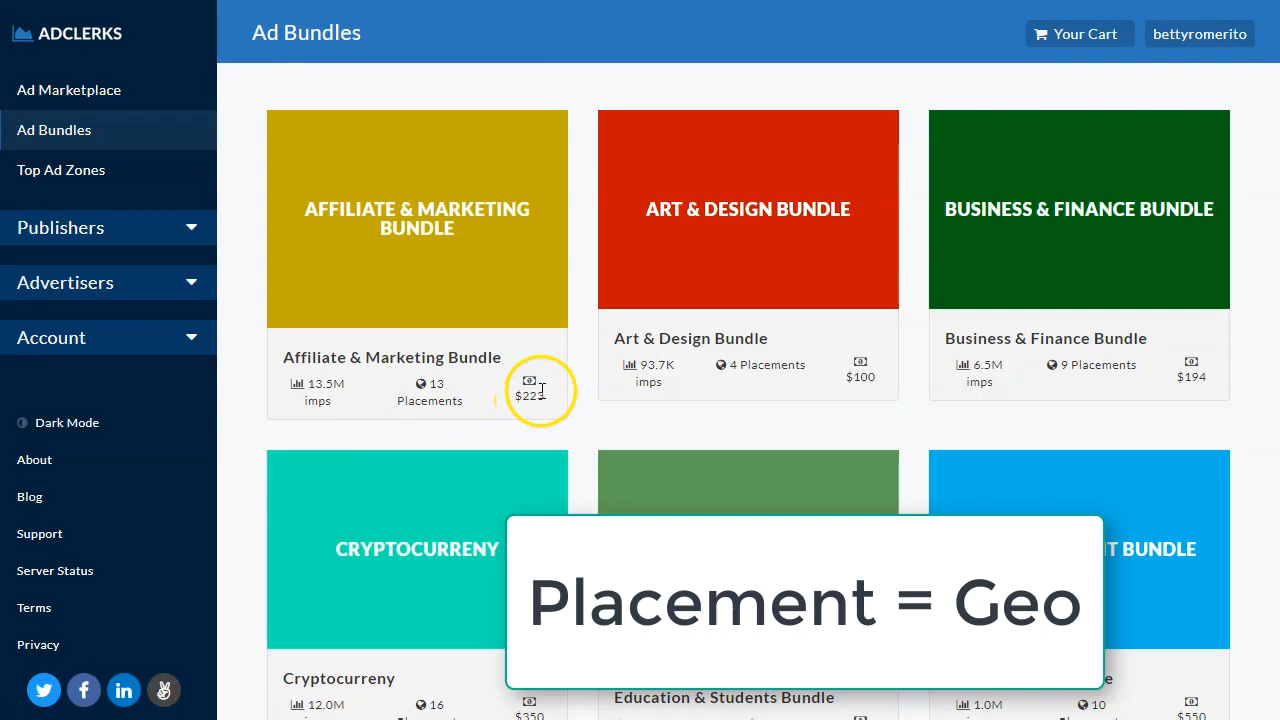 ADCLERKS
Ad Bundles
Your Cart
bettyromerito
Ad Marketplace
Ad Bundles
Top Ad Zones
Publishers
Advertisers
Account
Dark Mode
About
Blog
Support
Server Status
Terms
Privacy
AFFILIATE & MARKETING
BUNDLE
Affiliate & Marketing Bundle
13.5M
imps
13
Placements
ART & DESIGN BUNDLE
Art & Design Bundle
93.7K
imps
4 Placements
$100
BUSINESS & FINANCE BUNDLE
Business & Finance Bundle
6.5M
imps
9 Placements
$194
CRYPTOCURRENY
Cryptocurreny
12.0M
16
$350
Education & Students Bundle
BUNDLE
1.0M
10
$550
Placement = Geo